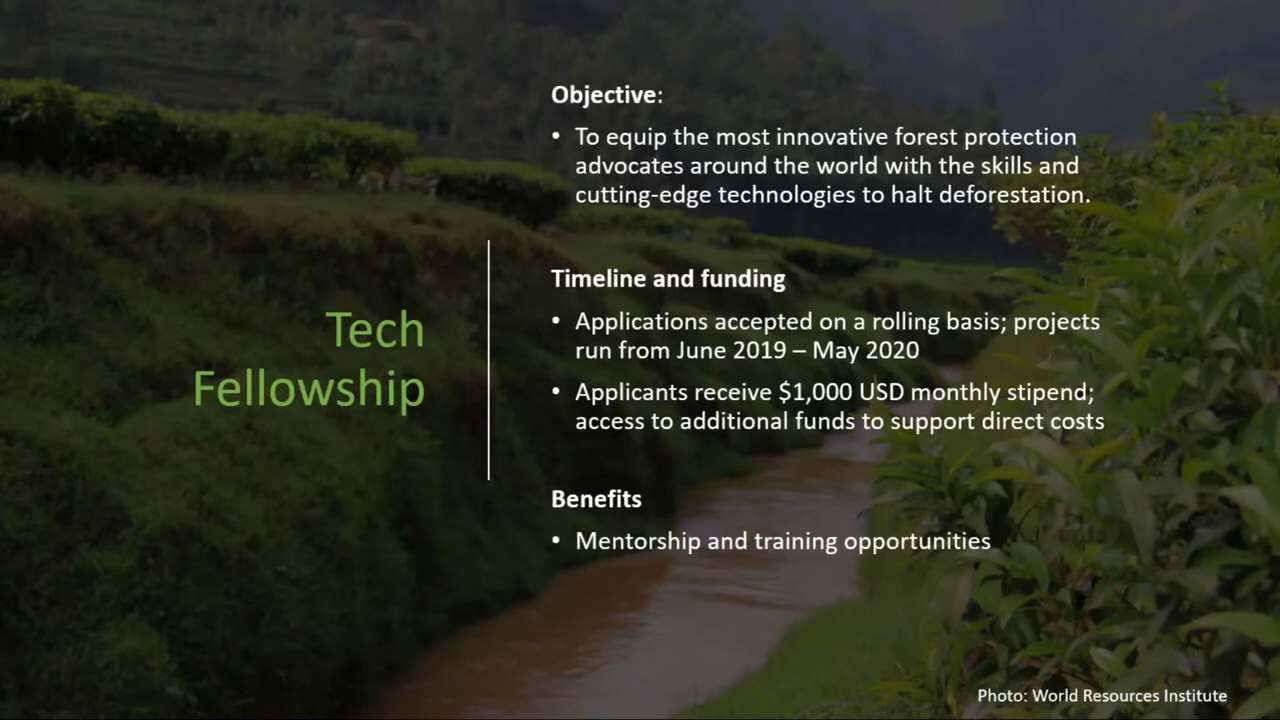 Tech
Fellowship
Objective:
• To equip the most innovative forest protection
advocates around the world with the skills and
cutting-edge technologies to halt deforestation.
Timeline and funding
• Applications accepted on a rolling basis; projects
run from June 2019 – May 2020
• Applicants receive $1,000 USD monthly stipend;
access to additional funds to support direct costs
Benefits
• Mentorship and training opportunities
Photo: World Resources Institute